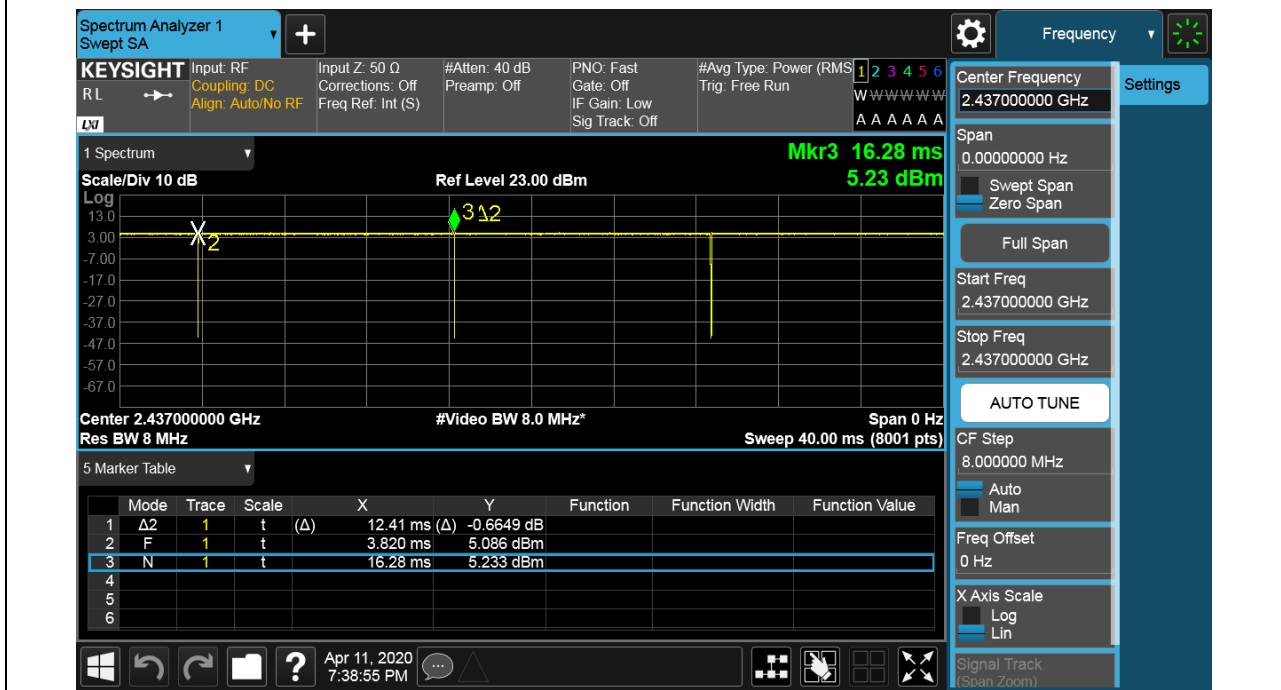 Spectrum Analyzer 1
Swept SA
Frequency
KEYSIGHT
RL
LXI
Input: RF
Coupling: DC
Align: Auto/No RF
Input Z: 50 Ω
Corrections: Off
Freq Ref: Int (S)
#Atten: 40 dB
Preamp: Off
PNO: Fast
Gate: Off
IF Gain: Low
Sig Track: Off
#Avg Type: Power (RMS
Trig: Free Run
1 2 3 4 5 6
W W W W W W
A A A A A A
1 Spectrum
Mkr3 16.28 ms
5.23 dBm
Scale/Div 10 dB
Ref Level 23.00 dBm
Log
13.0
3.00
-7.00
-17.0
-27.0
-37.0
-47.0
-57.0
-67.0
2
3Δ2
Center 2.437000000 GHz
#Video BW 8.0 MHz*
Span 0 Hz
Res BW 8 MHz
Sweep 40.00 ms (8001 pts)
5 Marker Table
Mode Trace Scale X Y Function Function Width Function Value
1 Δ2 1 t (Δ) 12.41 ms (Δ) -0.6649 dB
2 F 1 t 3.820 ms 5.086 dBm
3 N 1 t 16.28 ms 5.233 dBm
4
5
6
?
Apr 11, 2020
7:38:55 PM
Center Frequency
2.437000000 GHz
Settings
Span
0.00000000 Hz
Swept Span
Zero Span
Full Span
Start Freq
2.437000000 GHz
Stop Freq
2.437000000 GHz
AUTO TUNE
CF Step
8.000000 MHz
Auto
Man
Freq Offset
0 Hz
X Axis Scale
Log
Lin
Signal Track
(Span Zoom)